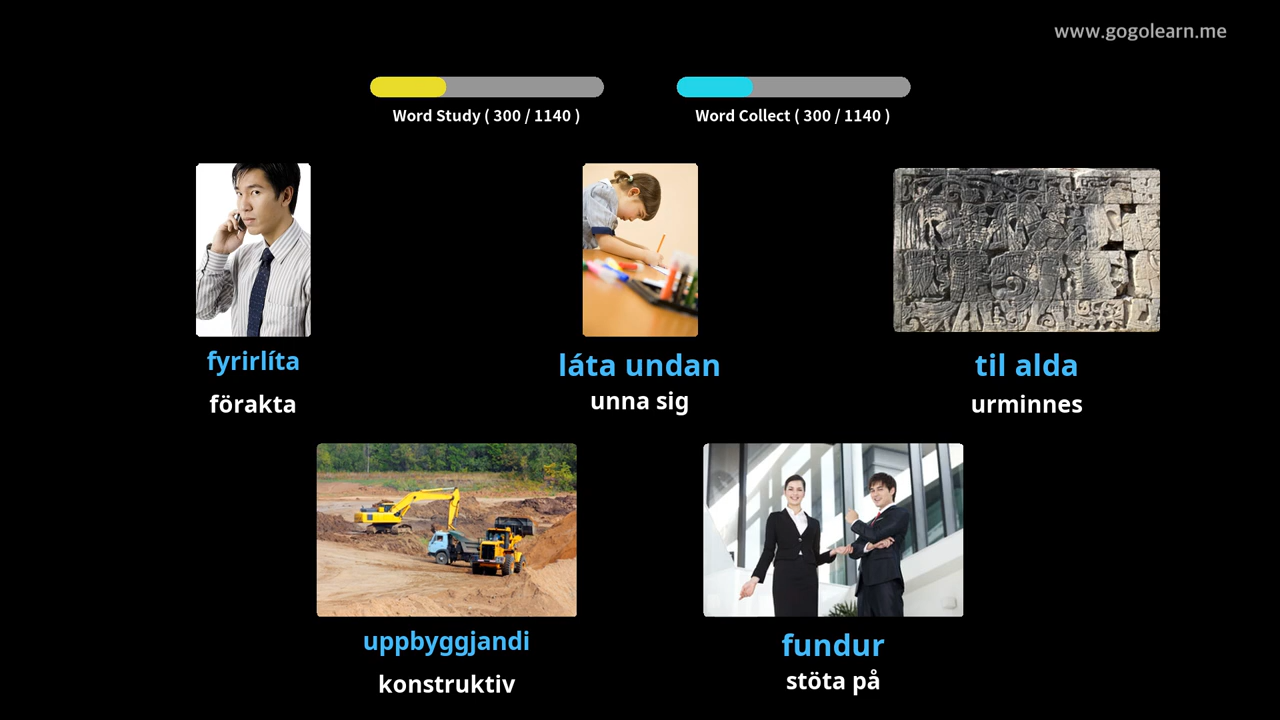 www.gogolearn.me
Word Study ( 300 / 1140 )
Word Collect ( 300 / 1140 )
fyrirlíta
förakta
láta undan
unna sig
til alda
urminnes
uppbyggjandi
konstruktiv
fundur
stöta på